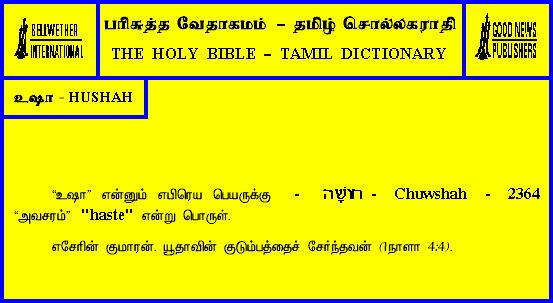 BELLWETHER
INTERNATIONAL
பரிசுத்த வேதாகமம் – தமிழ் சொல்லகராதி
THE HOLY BIBLE – TAMIL DICTIONARY
GOOD NEWS
PUBLISHERS
உஷா - HUSHAH
“உஷா” என்னும் எபிரெய பெயருக்கு - חוּשָׁה - Chuwshah - 2364
“அவசரம்” "haste" என்று பொருள்.
எசேரின் குமாரன். யூதாவின் குடும்பத்தைச் சேர்ந்தவன் (1நாளா 4:4).